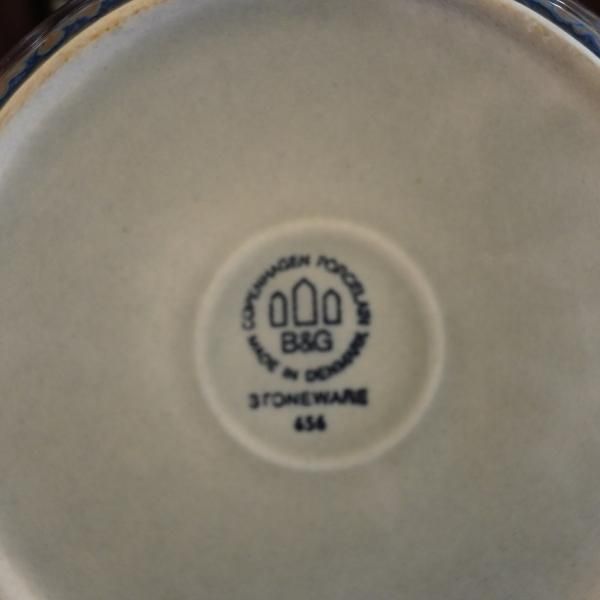 COPENHAGEN PORCELAIN
B&G
MADE IN DENMARK
STONEWARE
656